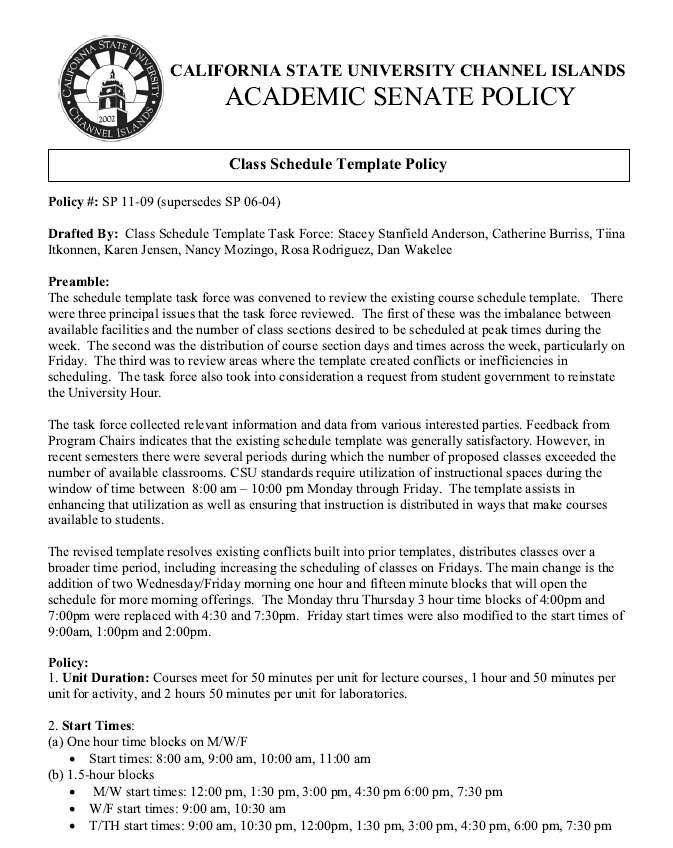 CALIFORNIA STATE UNIVERSITY
CHANNEL ISLANDS
2002
CALIFORNIA STATE UNIVERSITY CHANNEL ISLANDS
ACADEMIC SENATE POLICY
Class Schedule Template Policy
Policy #: SP 11-09 (supersedes SP 06-04)
Drafted By: Class Schedule Template Task Force: Stacey Stanfield Anderson, Catherine Burriss, Tiina
Itkonnen, Karen Jensen, Nancy Mozingo, Rosa Rodriguez, Dan Wakelee
Preamble:
The schedule template task force was convened to review the existing course schedule template. There
were three principal issues that the task force reviewed. The first of these was the imbalance between
available facilities and the number of class sections desired to be scheduled at peak times during the
week. The second was the distribution of course section days and times across the week, particularly on
Friday. The third was to review areas where the template created conflicts or inefficiencies in
scheduling. The task force also took into consideration a request from student government to reinstate
the University Hour.
The task force collected relevant information and data from various interested parties. Feedback from
Program Chairs indicates that the existing schedule template was generally satisfactory. However, in
recent semesters there were several periods during which the number of proposed classes exceeded the
number of available classrooms. CSU standards require utilization of instructional spaces during the
window of time between 8:00 am – 10:00 pm Monday through Friday. The template assists in
enhancing that utilization as well as ensuring that instruction is distributed in ways that make courses
available to students.
The revised template resolves existing conflicts built into prior templates, distributes classes over a
broader time period, including increasing the scheduling of classes on Fridays. The main change is the
addition of two Wednesday/Friday morning one hour and fifteen minute blocks that will open the
schedule for more morning offerings. The Monday thru Thursday 3 hour time blocks of 4:00pm and
7:00pm were replaced with 4:30 and 7:30pm. Friday start times were also modified to the start times of
9:00am, 1:00pm and 2:00pm.
Policy:
1. Unit Duration: Courses meet for 50 minutes per unit for lecture courses, 1 hour and 50 minutes per
unit for activity, and 2 hours 50 minutes per unit for laboratories.
2. Start Times:
(a) One hour time blocks on M/W/F
• Start times: 8:00 am, 9:00 am, 10:00 am, 11:00 am
(b) 1.5-hour blocks
• M/W start times: 12:00 pm, 1:30 pm, 3:00 pm, 4:30 pm 6:00 pm, 7:30 pm
• W/F start times: 9:00 am, 10:30 am
• T/TH start times: 9:00 am, 10:30 pm, 12:00pm, 1:30 pm, 3:00 pm, 4:30 pm, 6:00 pm, 7:30 pm